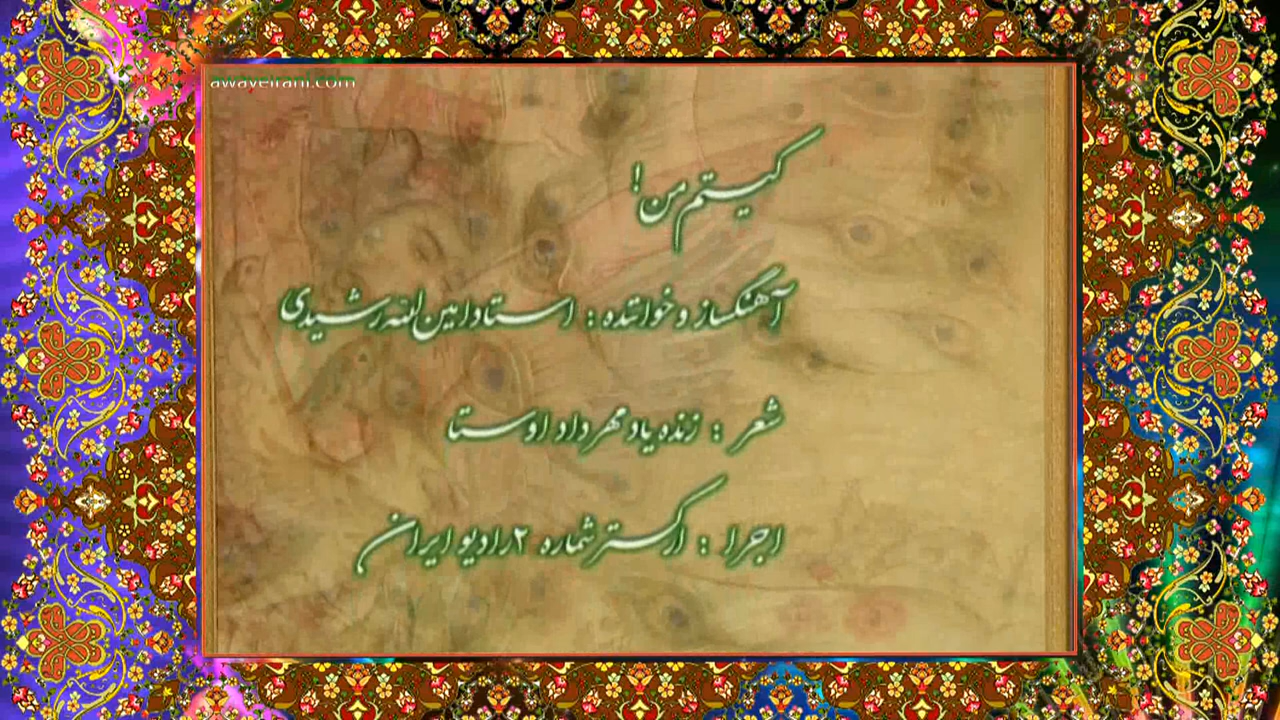 awayeirani.com
کیستم من!
آهنگساز و خواننده : استاد امین الله رشیدی
شعر : زنده یاد مهرداد اوستا
اجرا : ارکستر شماره ۲ رادیو ایران